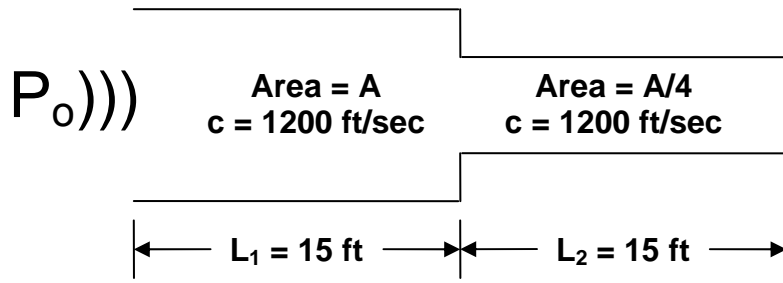 Pₒ)))
Area = A
c = 1200 ft/sec
Area = A/4
c = 1200 ft/sec
L₁ = 15 ft
L₂ = 15 ft